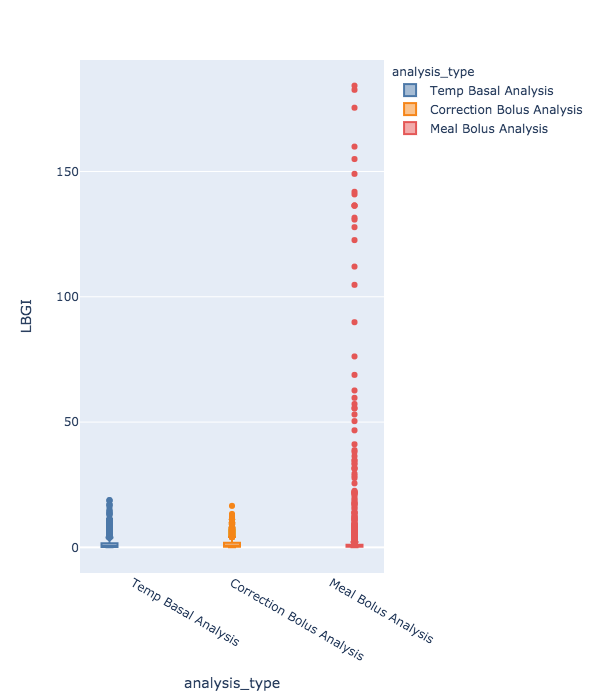 analysis_type
Temp Basal Analysis
Correction Bolus Analysis
Meal Bolus Analysis
150
100
50
0
LBGI
Temp Basal Analysis
Correction Bolus Analysis
Meal Bolus Analysis
analysis_type